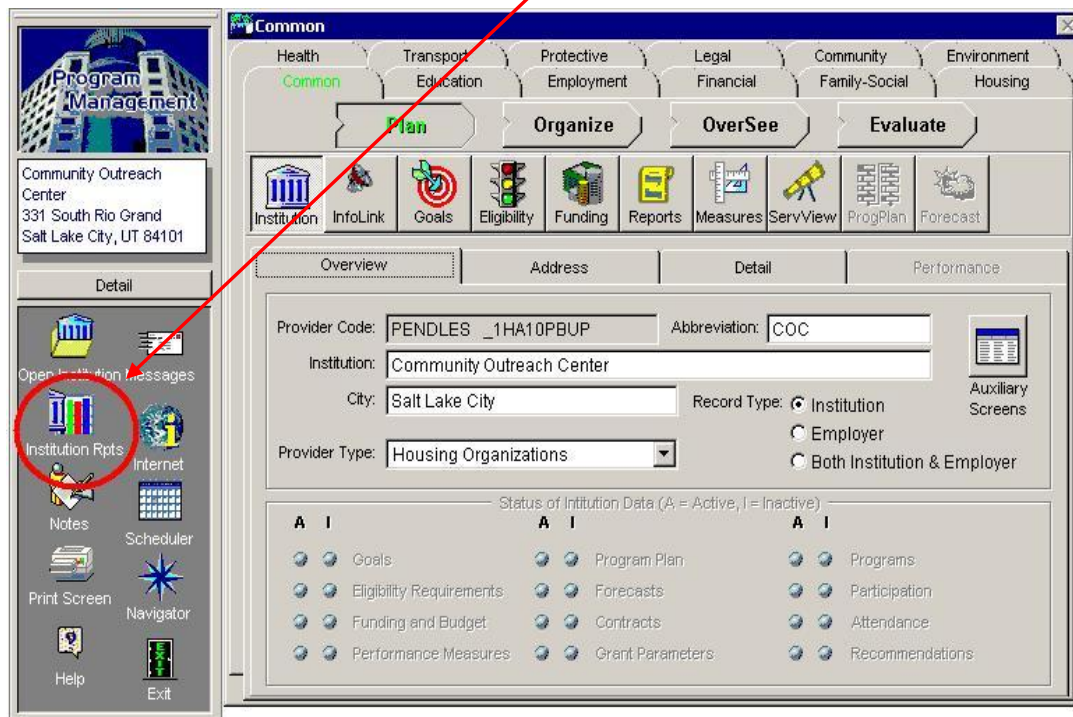 Program
Management
Community Outreach
Center
331 South Rio Grand
Salt Lake City, UT 84101
Detail
Open Institution Messages
Institution Rpts
Internet
Notes
Scheduler
Print Screen
Navigator
Help
EXIT
Exit
Common
Health Transport Protective Legal Community Environment
Common Education Employment Financial Family-Social Housing
Plan Organize OverSee Evaluate
Institution InfoLink Goals Eligibility Funding Reports Measures ServView ProgPlan Forecast
Overview Address Detail Performance
Provider Code: PENDLES _1HA10PBUP Abbreviation: COC
Institution: Community Outreach Center
City: Salt Lake City Record Type: Institution
Employer
Both Institution & Employer
Provider Type: Housing Organizations
Auxiliary
Screens
Status of Intitution Data (A = Active, I = Inactive)
A I A I A I
Goals Program Plan Programs
Eligibility Requirements Forecasts Participation
Funding and Budget Contracts Attendance
Performance Measures Grant Parameters Recommendations